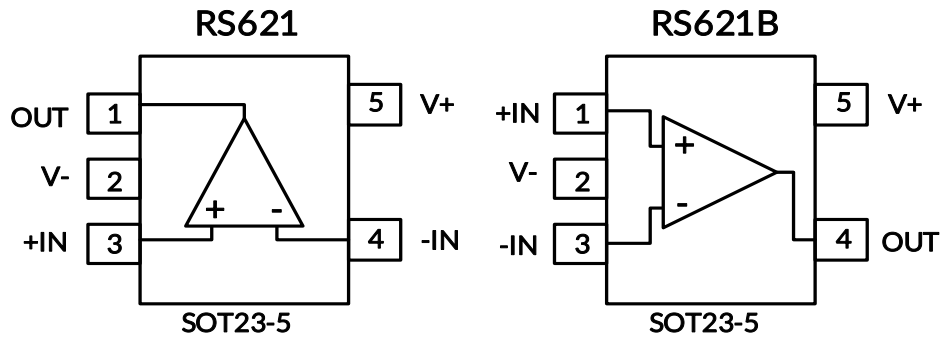 RS621
OUT 1
5 V+
V- 2
+IN 3
+ -
4 -IN
SOT23-5
RS621B
+IN 1
5 V+
+
V- 2
-
-IN 3
4 OUT
SOT23-5